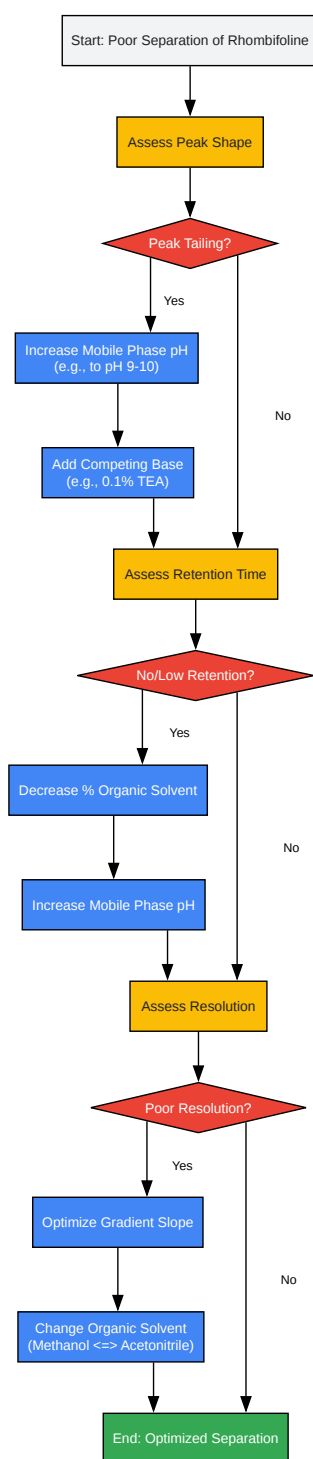 Start: Poor Separation of Rhombifoline
Assess Peak Shape
Peak Tailing?
Yes
Increase Mobile Phase pH
(e.g., to pH 9-10)
No
Add Competing Base
(e.g., 0.1% TEA)
Assess Retention Time
No/Low Retention?
Yes
Decrease % Organic Solvent
No
Increase Mobile Phase pH
Assess Resolution
Poor Resolution?
Yes
Optimize Gradient Slope
No
Change Organic Solvent
(Methanol <=> Acetonitrile)
End: Optimized Separation